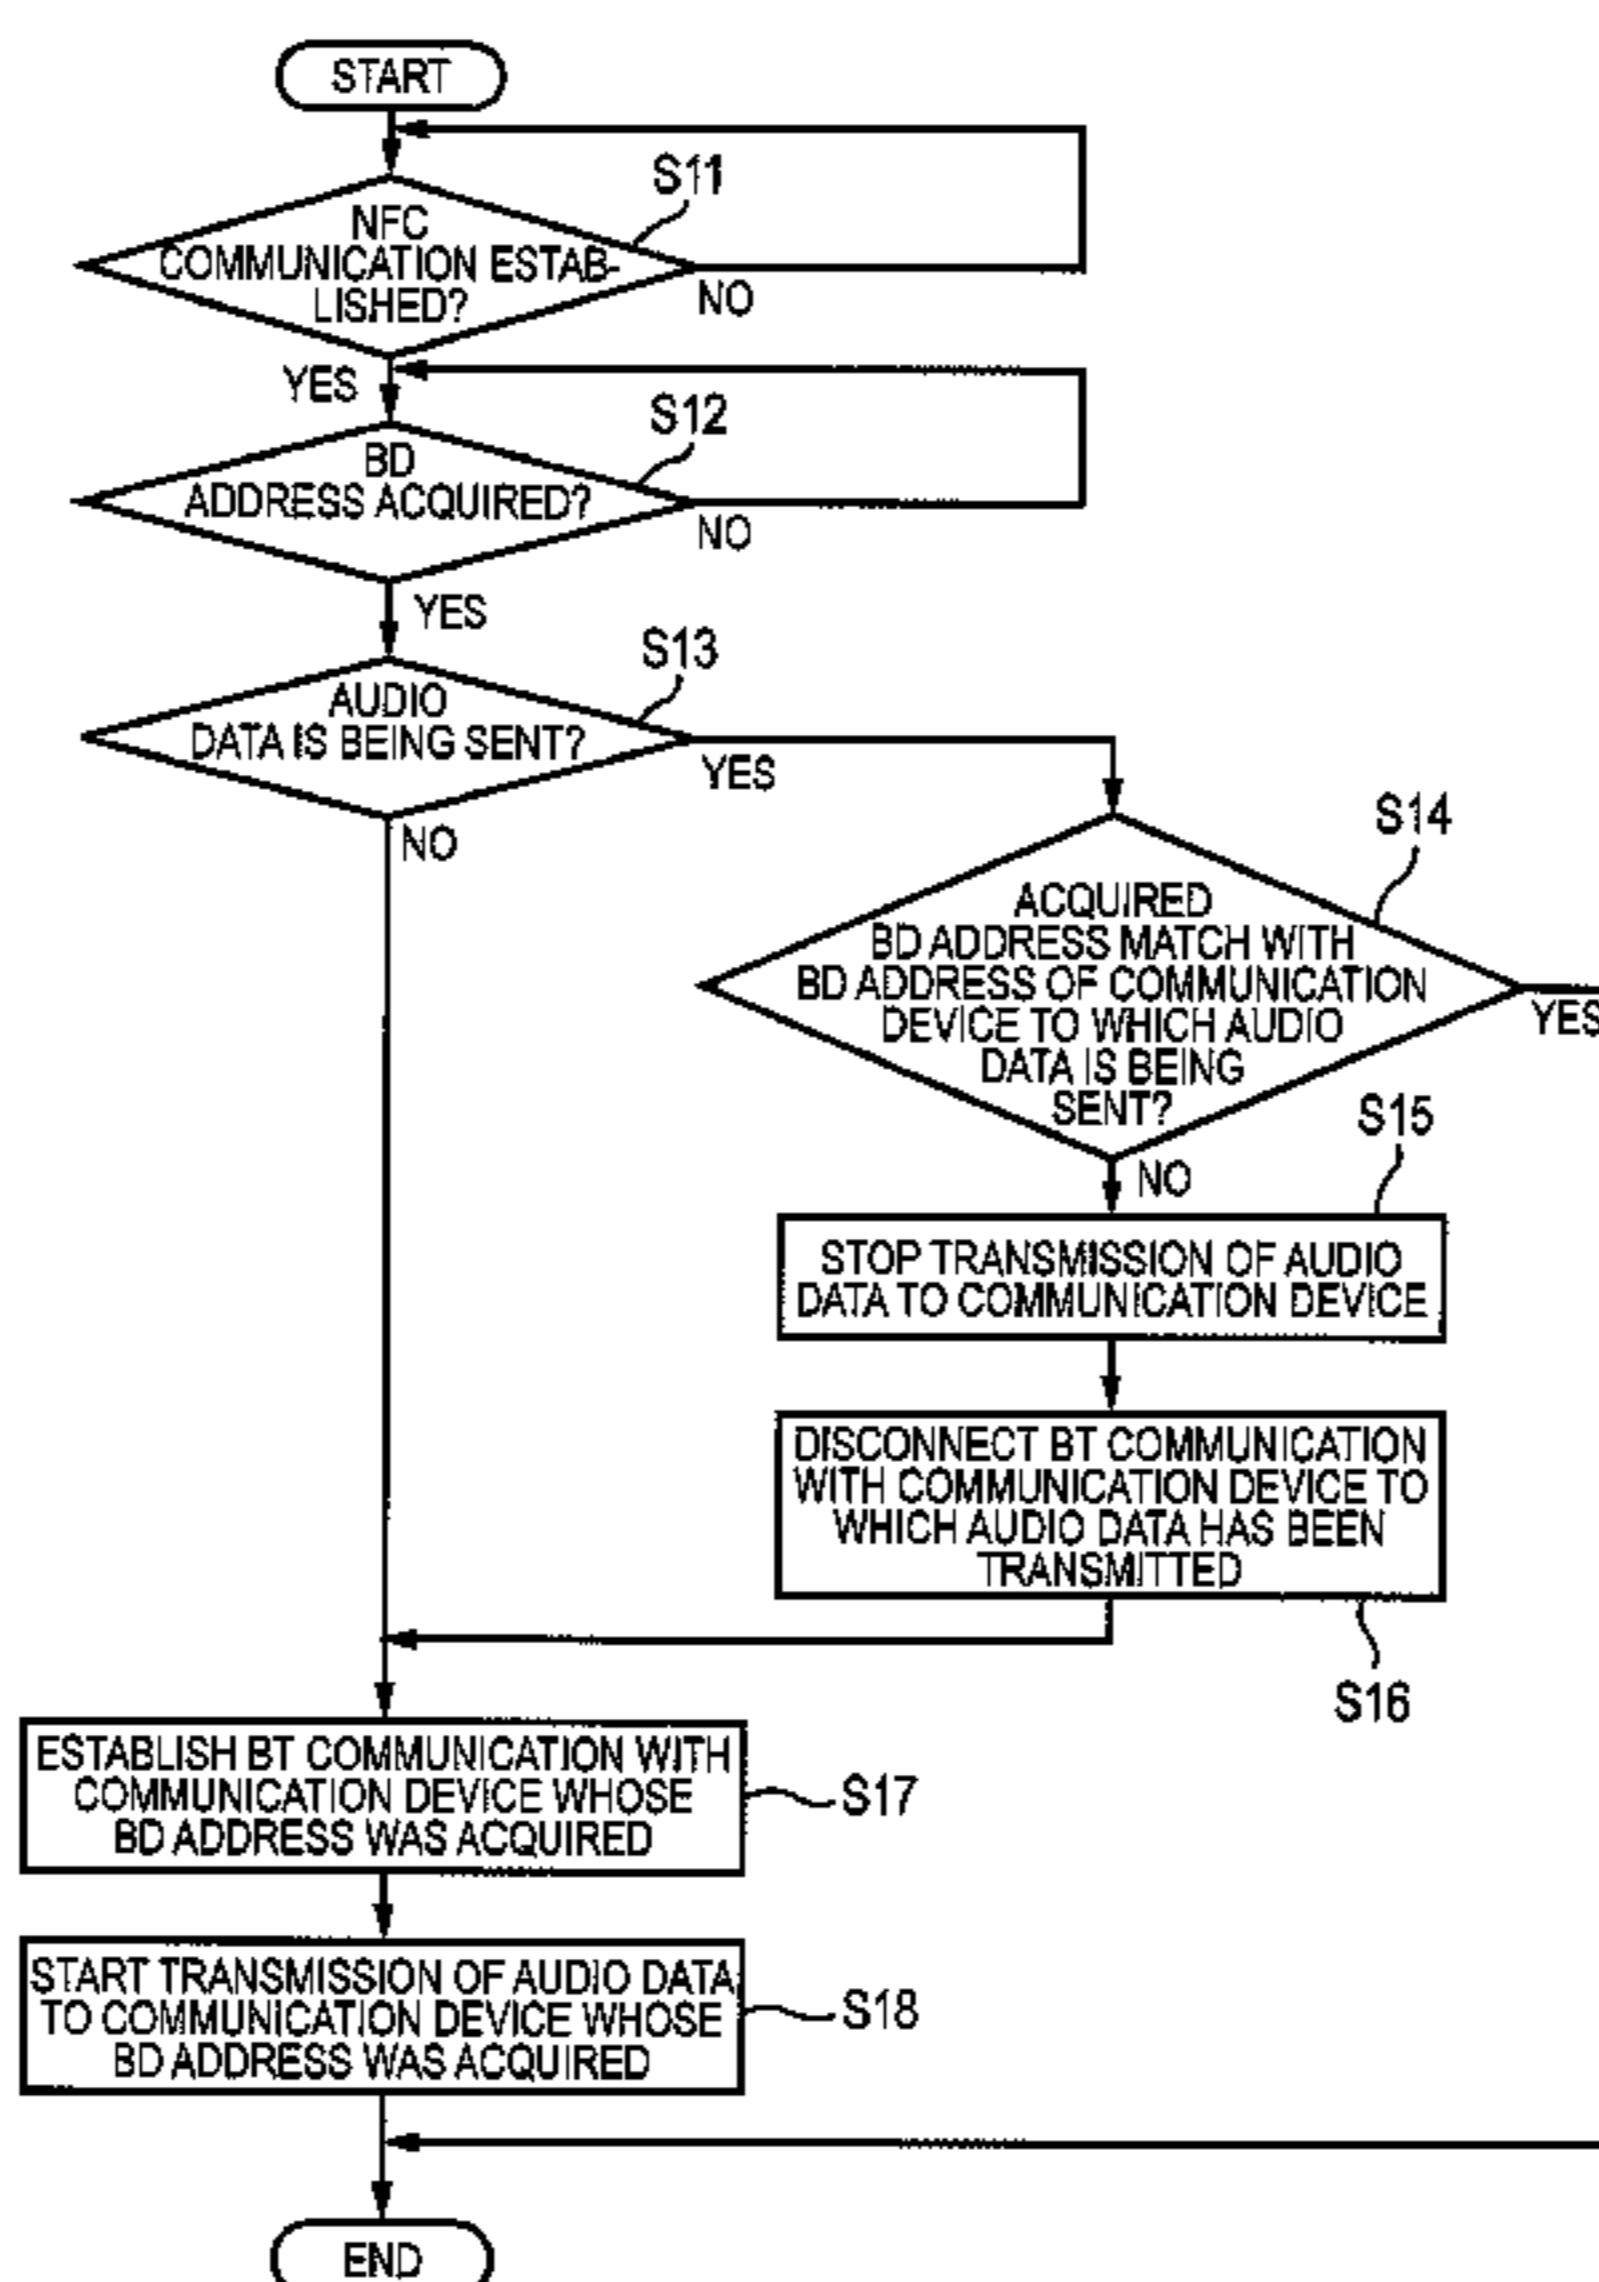 START
S11
NFC
COMMUNICATION ESTAB-
LISHED?
NO
YES
S12
BD
ADDRESS ACQUIRED?
NO
YES
S13
AUDIO
DATA IS BEING SENT?
YES
NO
S14
ACQUIRED
BD ADDRESS MATCH WITH
BD ADDRESS OF COMMUNICATION
DEVICE TO WHICH AUDIO
DATA IS BEING
SENT?
YES
NO
S15
STOP TRANSMISSION OF AUDIO
DATA TO COMMUNICATION DEVICE
DISCONNECT BT COMMUNICATION
WITH COMMUNICATION DEVICE TO
WHICH AUDIO DATA HAS BEEN
TRANSMITTED
S16
ESTABLISH BT COMMUNICATION WITH
COMMUNICATION DEVICE WHOSE
BD ADDRESS WAS ACQUIRED
S17
START TRANSMISSION OF AUDIO DATA
TO COMMUNICATION DEVICE WHOSE
BD ADDRESS WAS ACQUIRED
S18
END